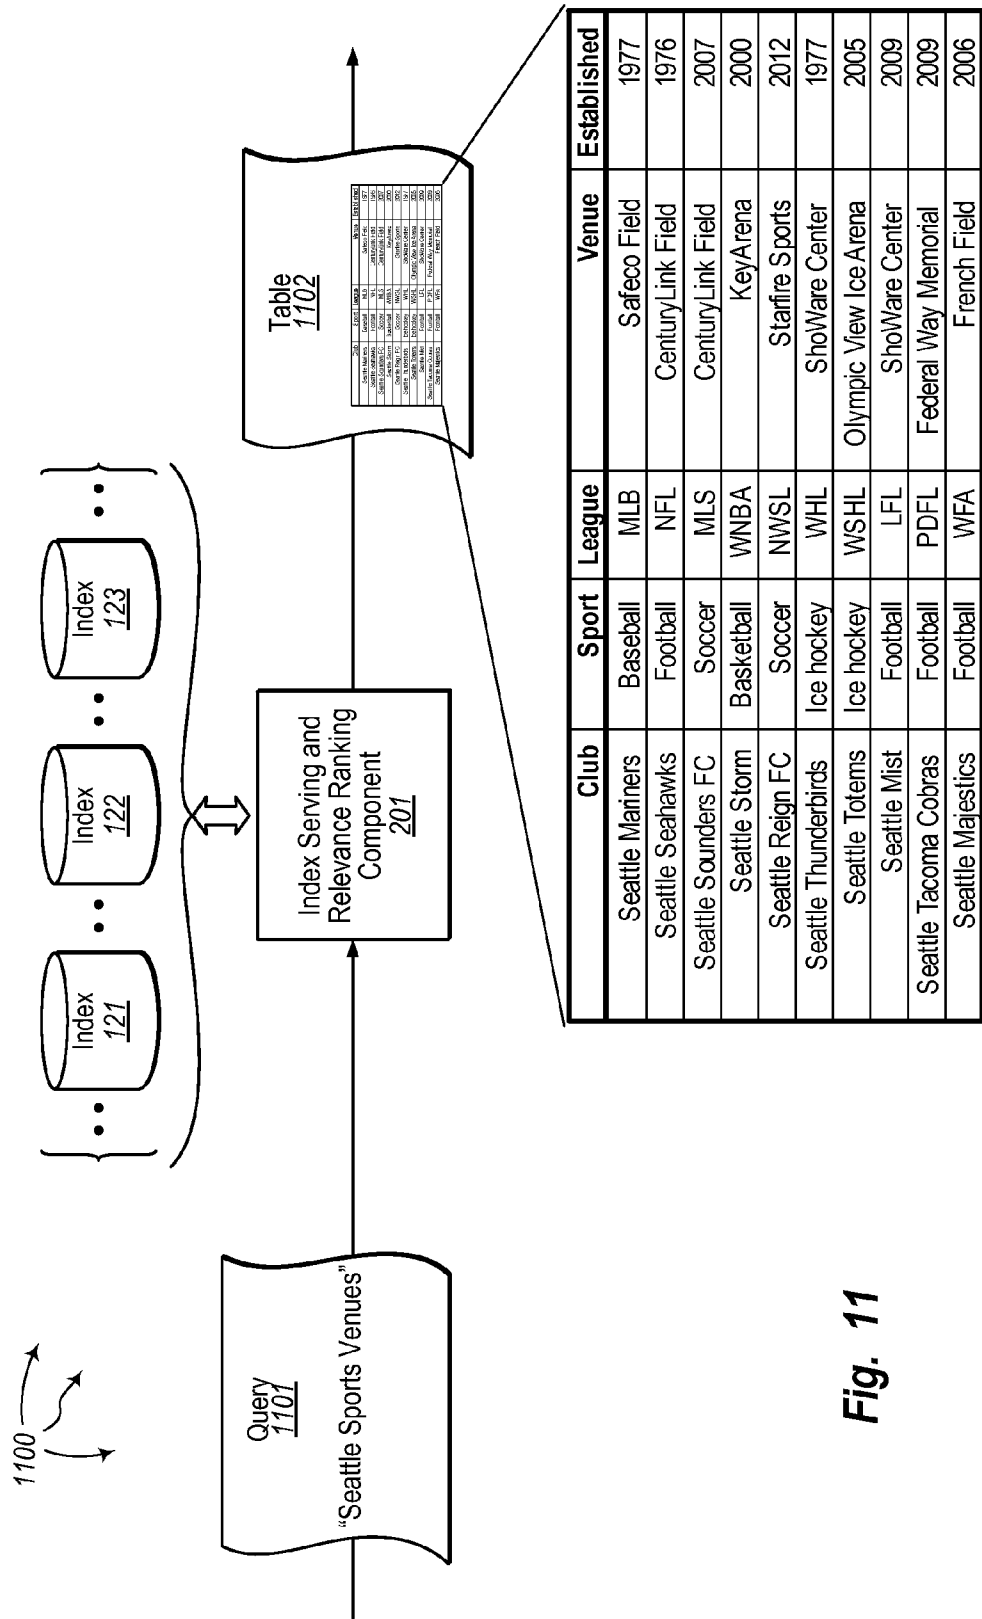 1100
Query
1101
"Seattle Sports Venues"
Index
121
Index
122
Index
123
Index Serving and
Relevance Ranking
Component
201
Table
1102
Club Sport League Venue Established
Seattle Mariners Baseball MLB Safeco Field 1977
Seattle Seahawks Football NFL CenturyLink Field 1976
Seattle Sounders FC Soccer MLS CenturyLink Field 2007
Seattle Storm Basketball WNBA KeyArena 2000
Seattle Reign FC Soccer NWSL Starfire Sports 2012
Seattle Thunderbirds Ice hockey WHL ShoWare Center 1977
Seattle Totems Ice hockey WSHL Olympic View Ice Arena 2005
Seattle Mist Football LFL ShoWare Center 2009
Seattle Tacoma Cobras Football PDFL Federal Way Memorial 2009
Seattle Majestics Football WFA French Field 2006
Fig. 11